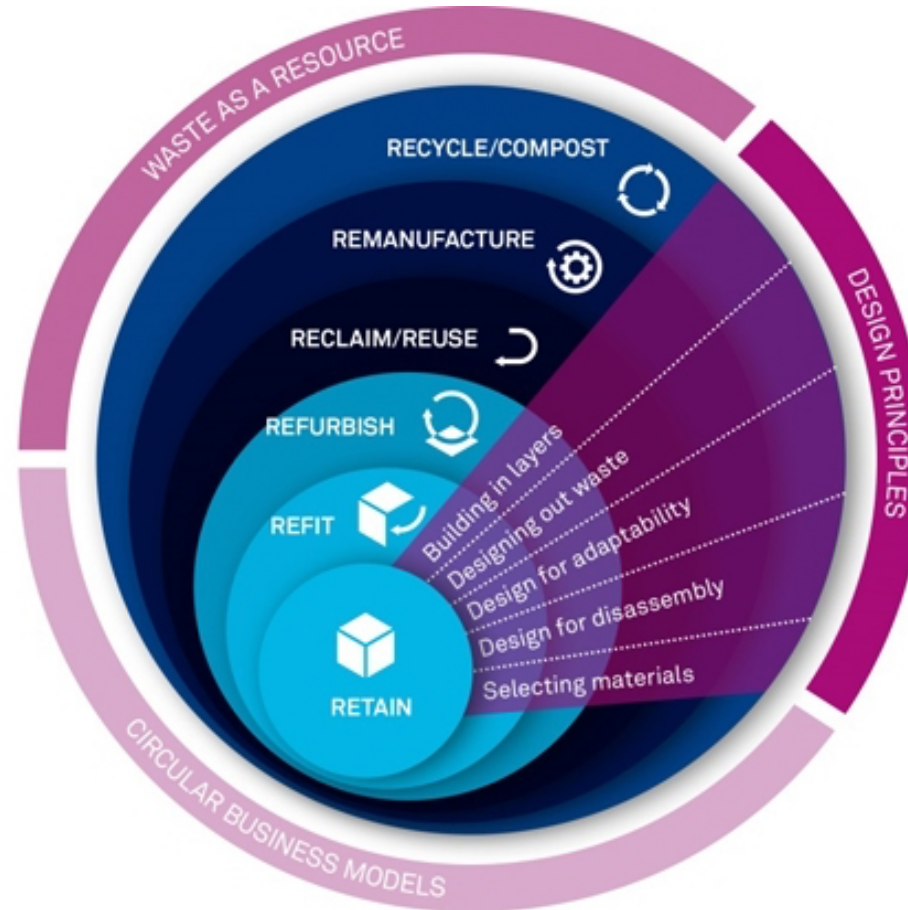 WASTE AS A RESOURCE
RECYCLE/COMPOST
REMANUFACTURE
RECLAIM/REUSE
REFURBISH
REFIT
RETAIN
Building in layers
Designing out waste
Design for adaptability
Design for disassembly
Selecting materials
DESIGN PRINCIPLES
CIRCULAR BUSINESS MODELS